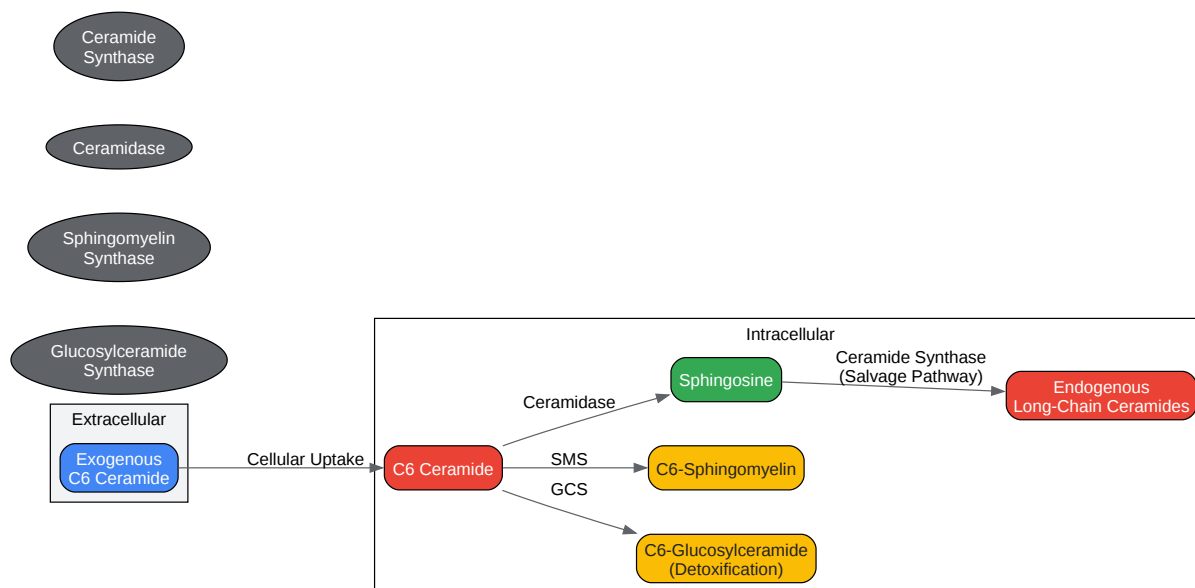 Ceramide
Synthase
Ceramidase
Sphingomyelin
Synthase
Glucosylceramide
Synthase
Extracellular
Exogenous
C6 Ceramide
Cellular Uptake
Intracellular
C6 Ceramide
Ceramidase
SMS
GCS
Sphingosine
C6-Sphingomyelin
C6-Glucosylceramide
(Detoxification)
Ceramide Synthase
(Salvage Pathway)
Endogenous
Long-Chain Ceramides